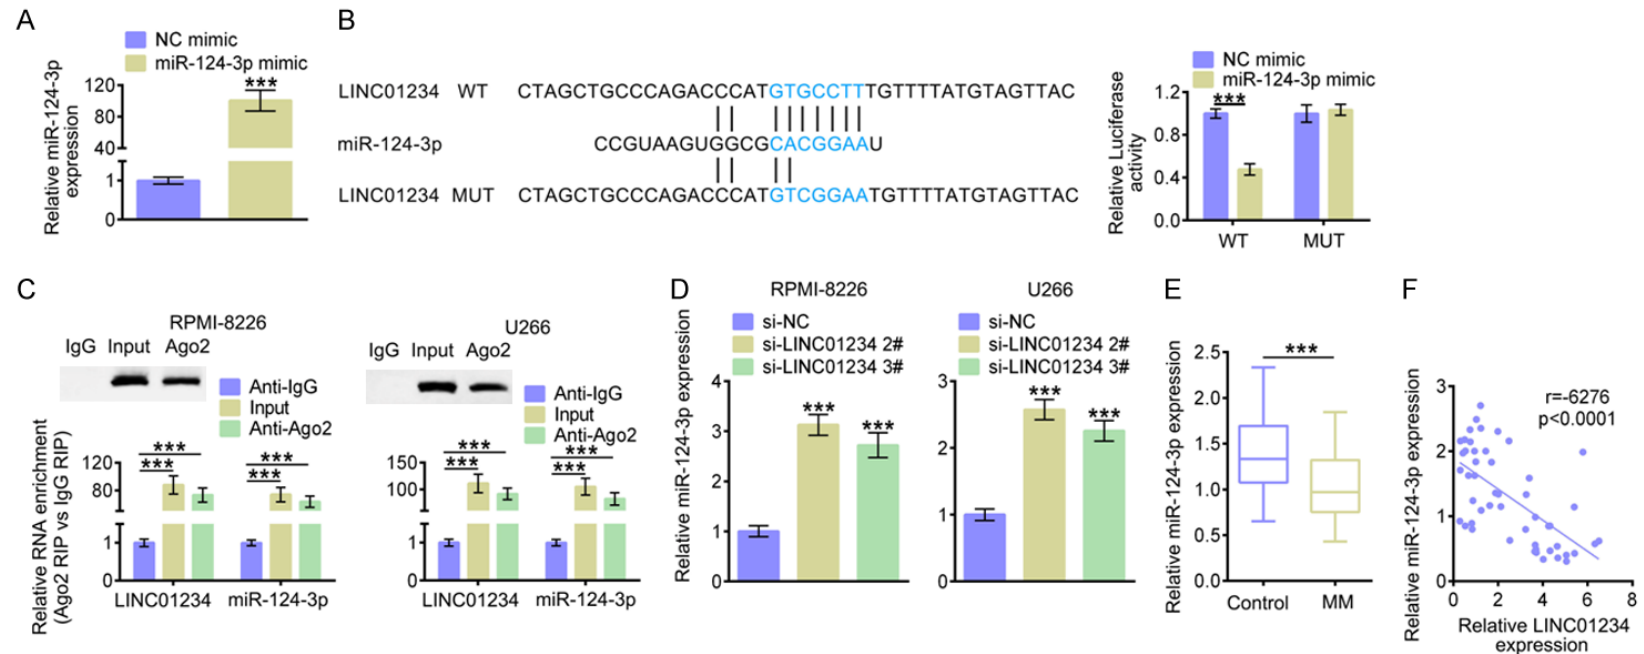 A
NC mimic
miR-124-3p mimic
Relative miR-124-3p
expression
120
80
40
1
0
***
B
LINC01234 WT CTAGCTGCCCAGACCCCATGTGCCTTTGTTTTATGTAGTTAC
miR-124-3p CCGUAAGUGGCGCACGGAAU
LINC01234 MUT CTAGCTGCCCAGACCCCATGTCGGAATGTTTTATGTAGTTAC
NC mimic
miR-124-3p mimic
Relative Luciferase
activity
1.2
0.8
0.4
0.0
***
WT MUT
C
RPMI-8226
IgG Input Ago2
Anti-IgG
Input
Anti-Ago2
Relative RNA enrichment
(Ago2 RIP vs IgG RIP)
120
80
1
0
***
***
***
***
LINC01234 miR-124-3p
U266
IgG Input Ago2
Anti-IgG
Input
Anti-Ago2
150
100
1
0
***
***
***
***
LINC01234 miR-124-3p
D
RPMI-8226
si-NC
si-LINC01234 2#
si-LINC01234 3#
Relative miR-124-3p expression
4
3
2
1
0
***
***
U266
si-NC
si-LINC01234 2#
si-LINC01234 3#
3
2
1
0
***
***
E
Relative miR-124-3p expression
2.5
2.0
1.5
1.0
0.5
0.0
***
Control MM
F
Relative miR-124-3p expression
3
2
1
0
r=-6276
p<0.0001
0 2 4 6 8
Relative LINC01234
expression